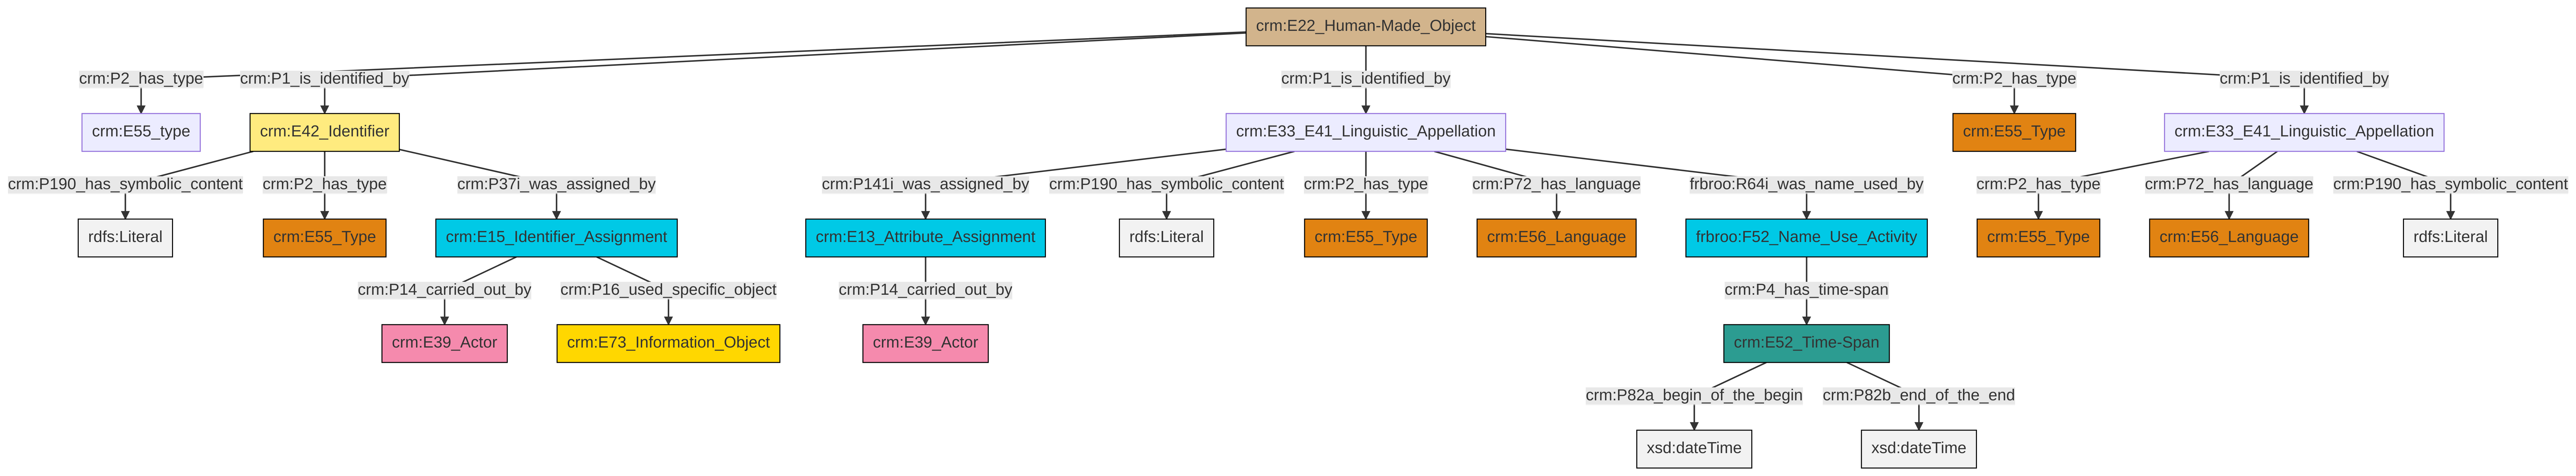 crm:E22_Human-Made_Object
crm:P2_has_type
crm:P1_is_identified_by
crm:P1_is_identified_by
crm:P2_has_type
crm:P1_is_identified_by
crm:E55_type
crm:E42_Identifier
crm:E33_E41_Linguistic_Appellation
crm:E55_Type
crm:E33_E41_Linguistic_Appellation
crm:P190_has_symbolic_content
crm:P2_has_type
crm:P37i_was_assigned_by
crm:P141i_was_assigned_by
crm:P190_has_symbolic_content
crm:P2_has_type
crm:P72_has_language
frbroo:R64i_was_name_used_by
crm:P2_has_type
crm:P72_has_language
crm:P190_has_symbolic_content
rdfs:Literal
crm:E55_Type
crm:E15_Identifier_Assignment
crm:E13_Attribute_Assignment
rdfs:Literal
crm:E55_Type
crm:E56_Language
frbroo:F52_Name_Use_Activity
crm:E55_Type
crm:E56_Language
rdfs:Literal
crm:P14_carried_out_by
crm:P16_used_specific_object
crm:P14_carried_out_by
crm:P4_has_time-span
crm:E39_Actor
crm:E73_Information_Object
crm:E39_Actor
crm:E52_Time-Span
crm:P82a_begin_of_the_begin
crm:P82b_end_of_the_end
xsd:dateTime
xsd:dateTime